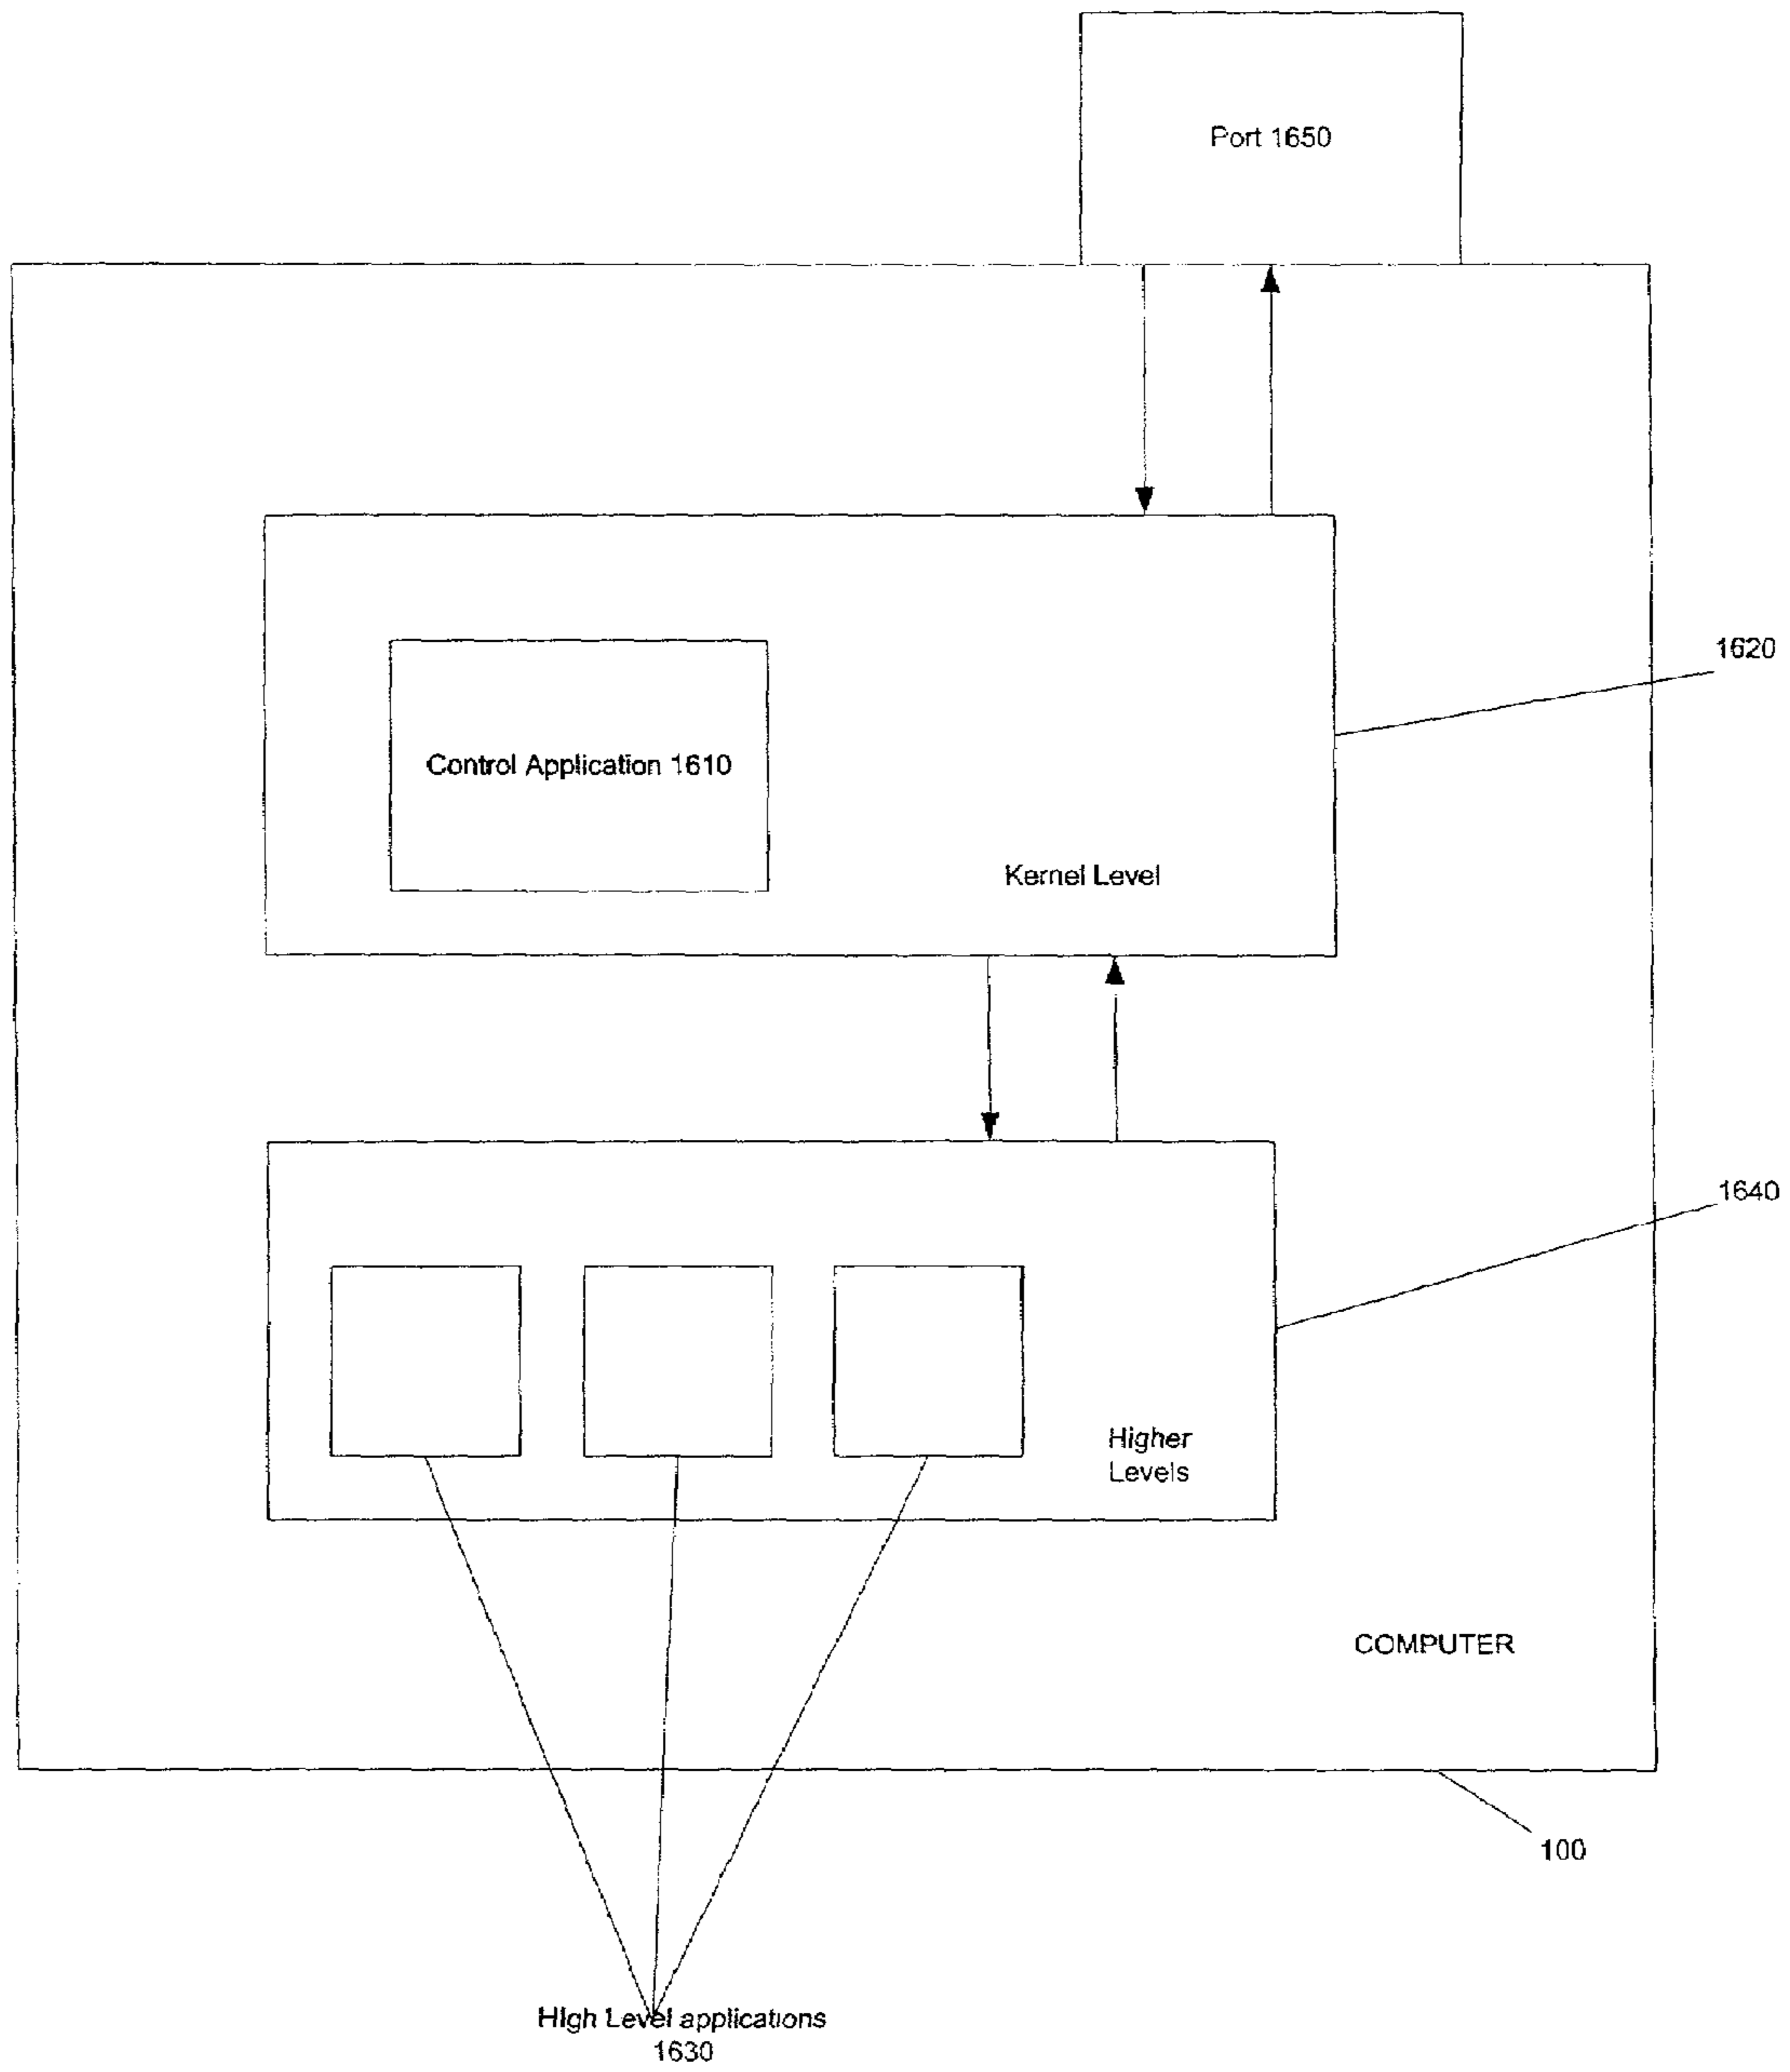 Port 1650
1620
Control Application 1610
Kernel Level
1640
Higher
Levels
COMPUTER
100
HIgh Level applications
1630